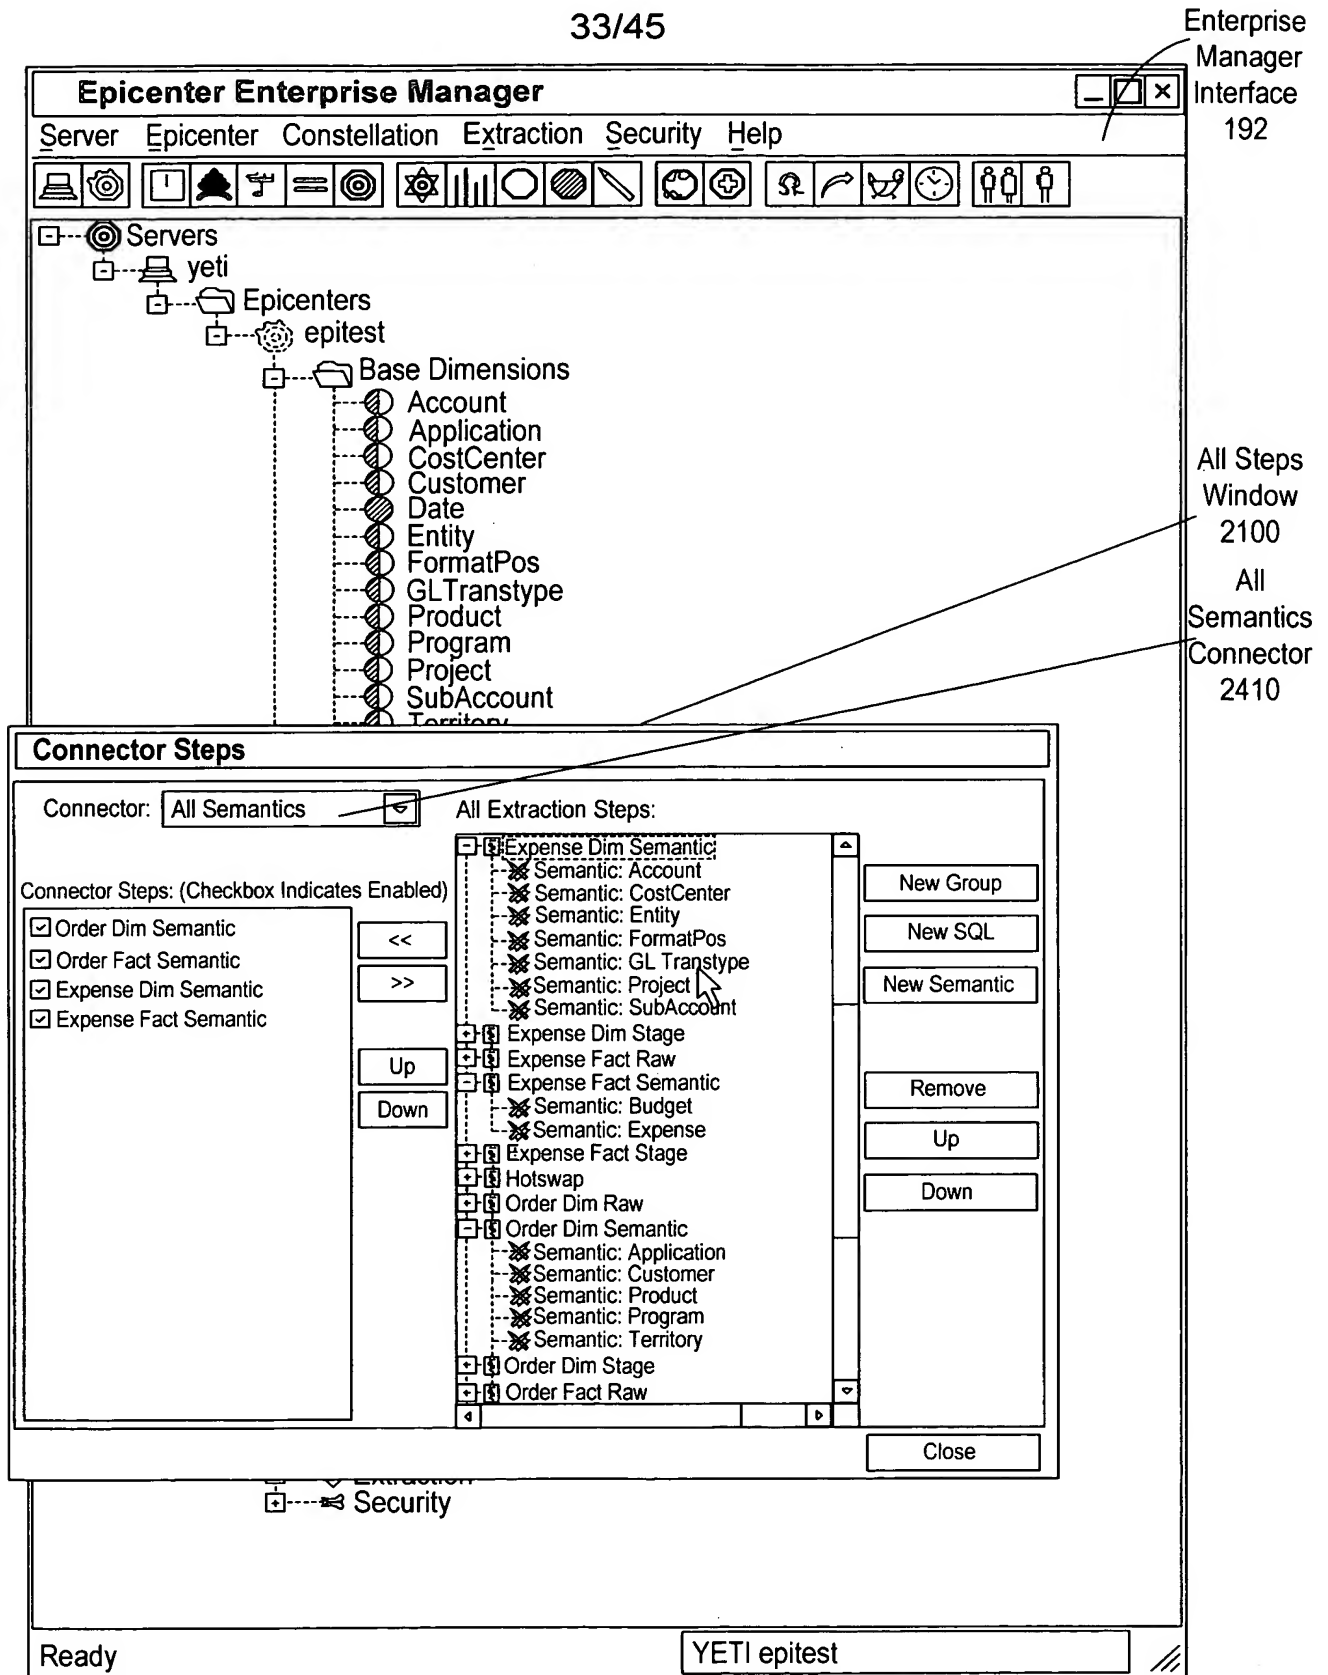 33/45
Enterprise
Manager
Interface
192
Epicenter Enterprise Manager
Server Epicenter Constellation Extraction Security Help
Servers
yeti
Epicenters
epitest
Base Dimensions
Account
Application
CostCenter
Customer
Date
Entity
FormatPos
GLTranstype
Product
Program
Project
SubAccount
Territory
All Steps
Window
2100
All
Semantics
Connector
2410
Connector Steps
Connector: All Semantics
Connector Steps: (Checkbox Indicates Enabled)
Order Dim Semantic
Order Fact Semantic
Expense Dim Semantic
Expense Fact Semantic
<<
>>
Up
Down
All Extraction Steps:
Expense Dim Semantic
Semantic: Account
Semantic: CostCenter
Semantic: Entity
Semantic: FormatPos
Semantic: GL Transtype
Semantic: Project
Semantic: SubAccount
Expense Dim Stage
Expense Fact Raw
Expense Fact Semantic
Semantic: Budget
Semantic: Expense
Expense Fact Stage
Hotswap
Order Dim Raw
Order Dim Semantic
Semantic: Application
Semantic: Customer
Semantic: Product
Semantic: Program
Semantic: Territory
Order Dim Stage
Order Fact Raw
New Group
New SQL
New Semantic
Remove
Up
Down
Close
Extraction
Security
Ready
YETI epitest